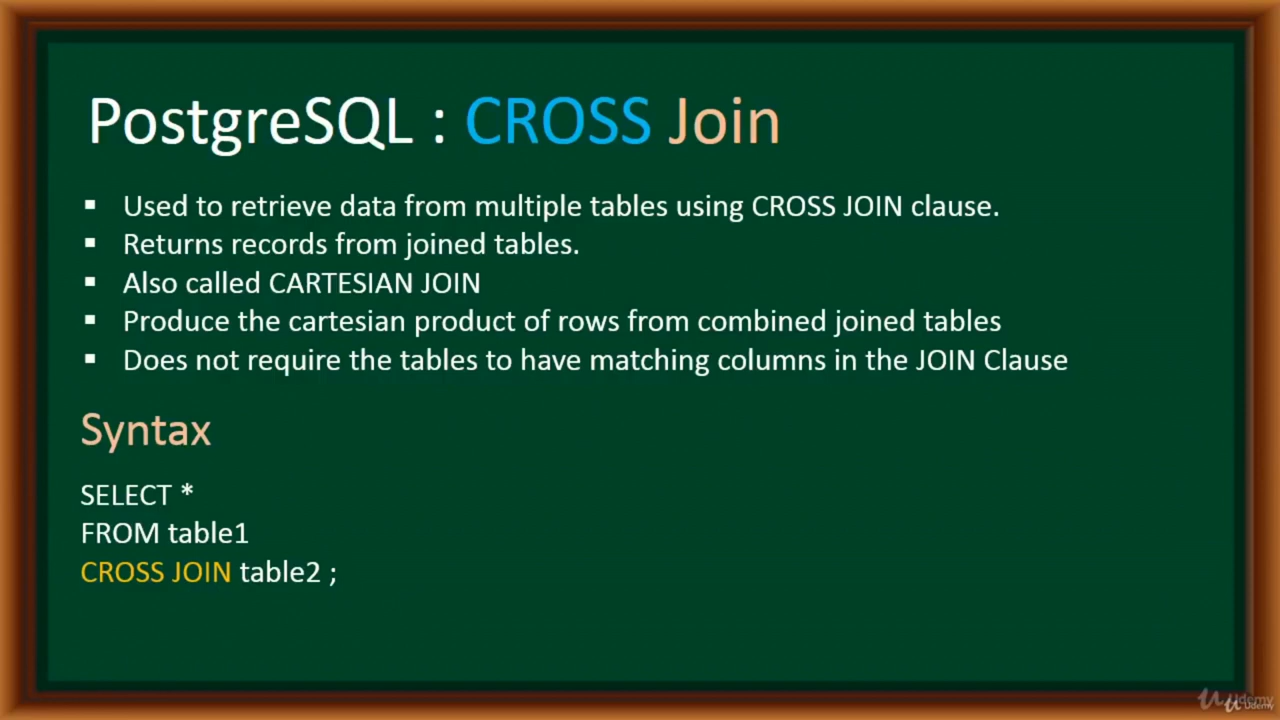 PostgreSQL : CROSS Join
▪ Used to retrieve data from multiple tables using CROSS JOIN clause.
▪ Returns records from joined tables.
▪ Also called CARTESIAN JOIN
▪ Produce the cartesian product of rows from combined joined tables
▪ Does not require the tables to have matching columns in the JOIN Clause
Syntax
SELECT *
FROM table1
CROSS JOIN table2 ;
Udemy
Udemy